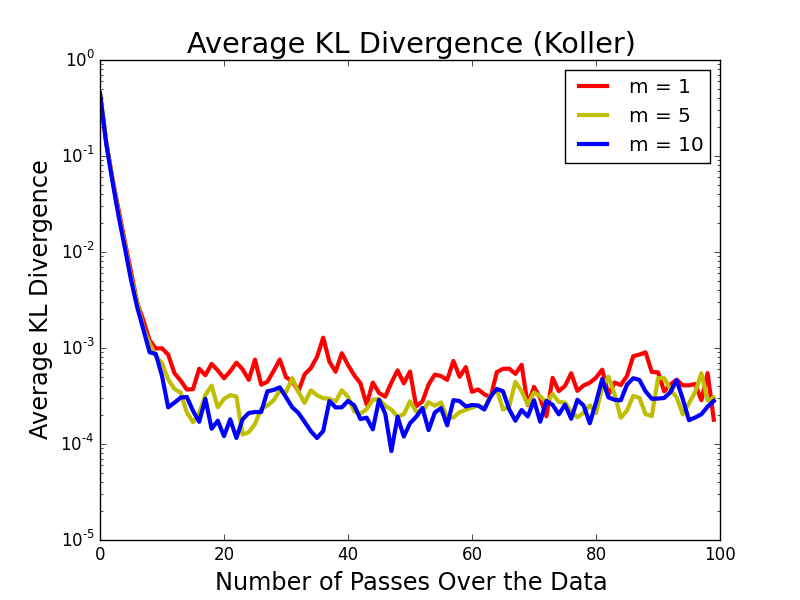 Average KL Divergence (Koller)
10^0
10^-1
10^-2
10^-3
10^-4
10^-5
Average KL Divergence
m = 1
m = 5
m = 10
0 20 40 60 80 100
Number of Passes Over the Data